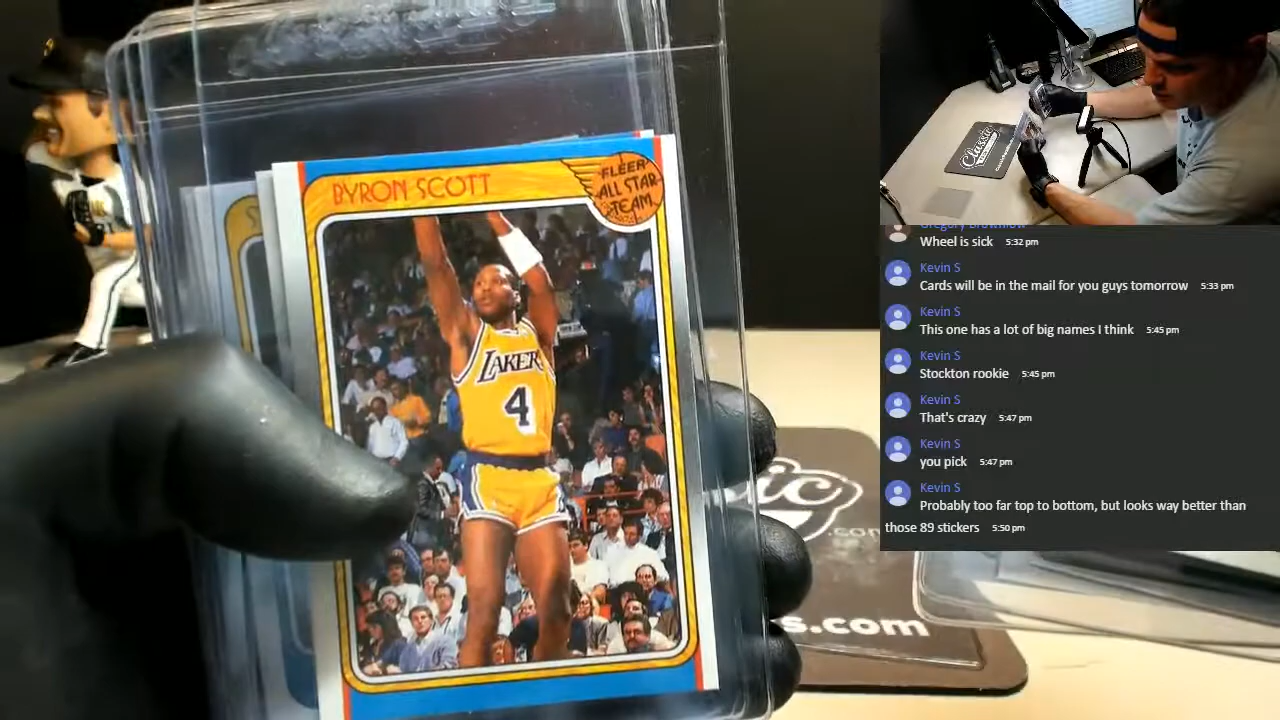 BYRON SCOTT
FLEER
ALL STAR
TEAM
LAKERS
4
Classic
sic
.com
s.com
Gregory Brownlow
Wheel is sick 5:32 pm
Kevin S
Cards will be in the mail for you guys tomorrow 5:33 pm
Kevin S
This one has a lot of big names I think 5:45 pm
Kevin S
Stockton rookie 5:45 pm
Kevin S
That's crazy 5:47 pm
Kevin S
you pick 5:47 pm
Kevin S
Probably too far top to bottom, but looks way better than
those 89 stickers 5:50 pm